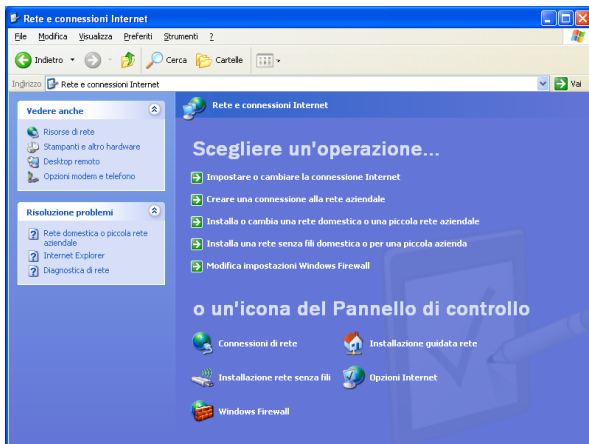 Rete e connessioni Internet
File Modifica Visualizza Preferiti Strumenti ?
Indietro Cerca Cartelle
Indirizzo Rete e connessioni Internet Vai
Vedere anche
Risorse di rete
Stampanti e altro hardware
Desktop remoto
Opzioni modem e telefono
Risoluzione problemi
Rete domestica o piccola rete
aziendale
Internet Explorer
Diagnostica di rete
Rete e connessioni Internet
Scegliere un'operazione...
Impostare o cambiare la connessione Internet
Creare una connessione alla rete aziendale
Installa o cambia una rete domestica o una piccola rete aziendale
Installa una rete senza fili domestica o per una piccola azienda
Modifica impostazioni Windows Firewall
o un'icona del Pannello di controllo
Connessioni di rete Installazione guidata rete
Installazione rete senza fili Opzioni Internet
Windows Firewall